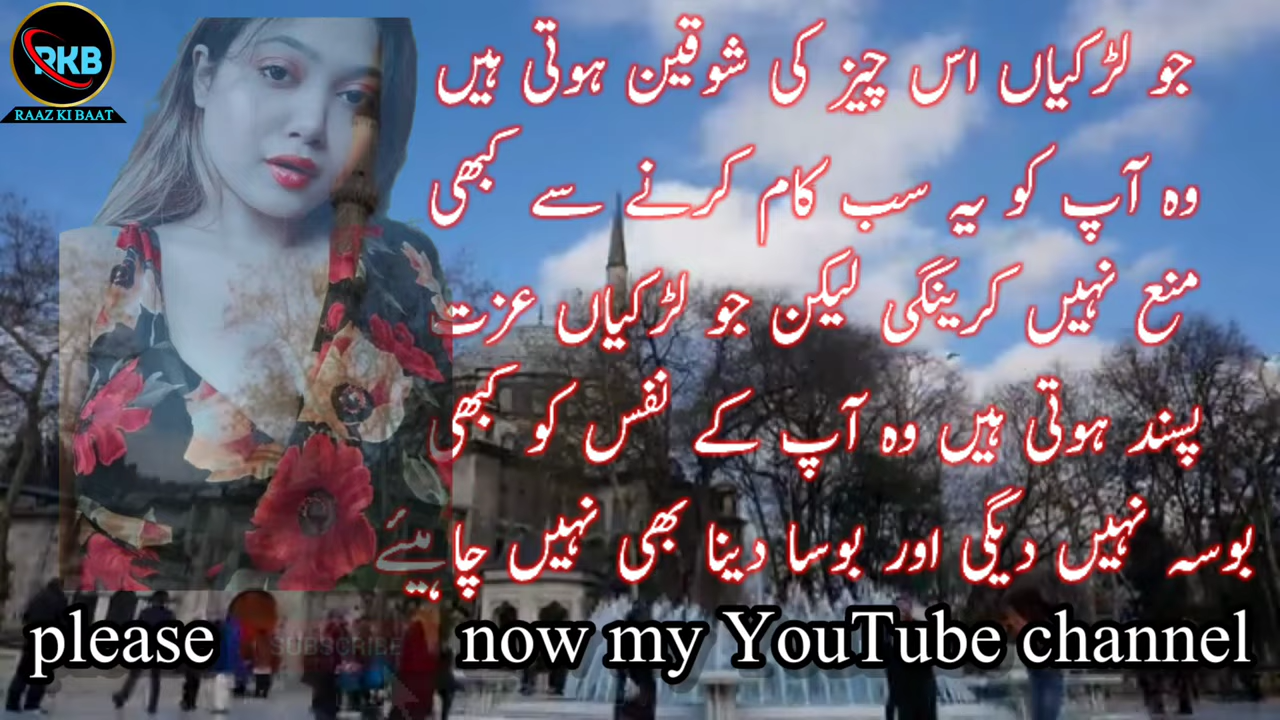 RKB
RAAZ KI BAAT
جو لڑکیاں اس چیز کی شوقین ہوتی ہیں
وہ آپ کو یہ سب کام کرنے سے کبھی
منع نہیں کرینگی لیکن جو لڑکیاں عزت
پسند ہوتی ہیں وہ آپ کے نفس کو کبھی
بوسہ نہیں دیگی اور بوسا دینا بھی نہیں چاہیئے
please SUBSCRIBE now my YouTube channel